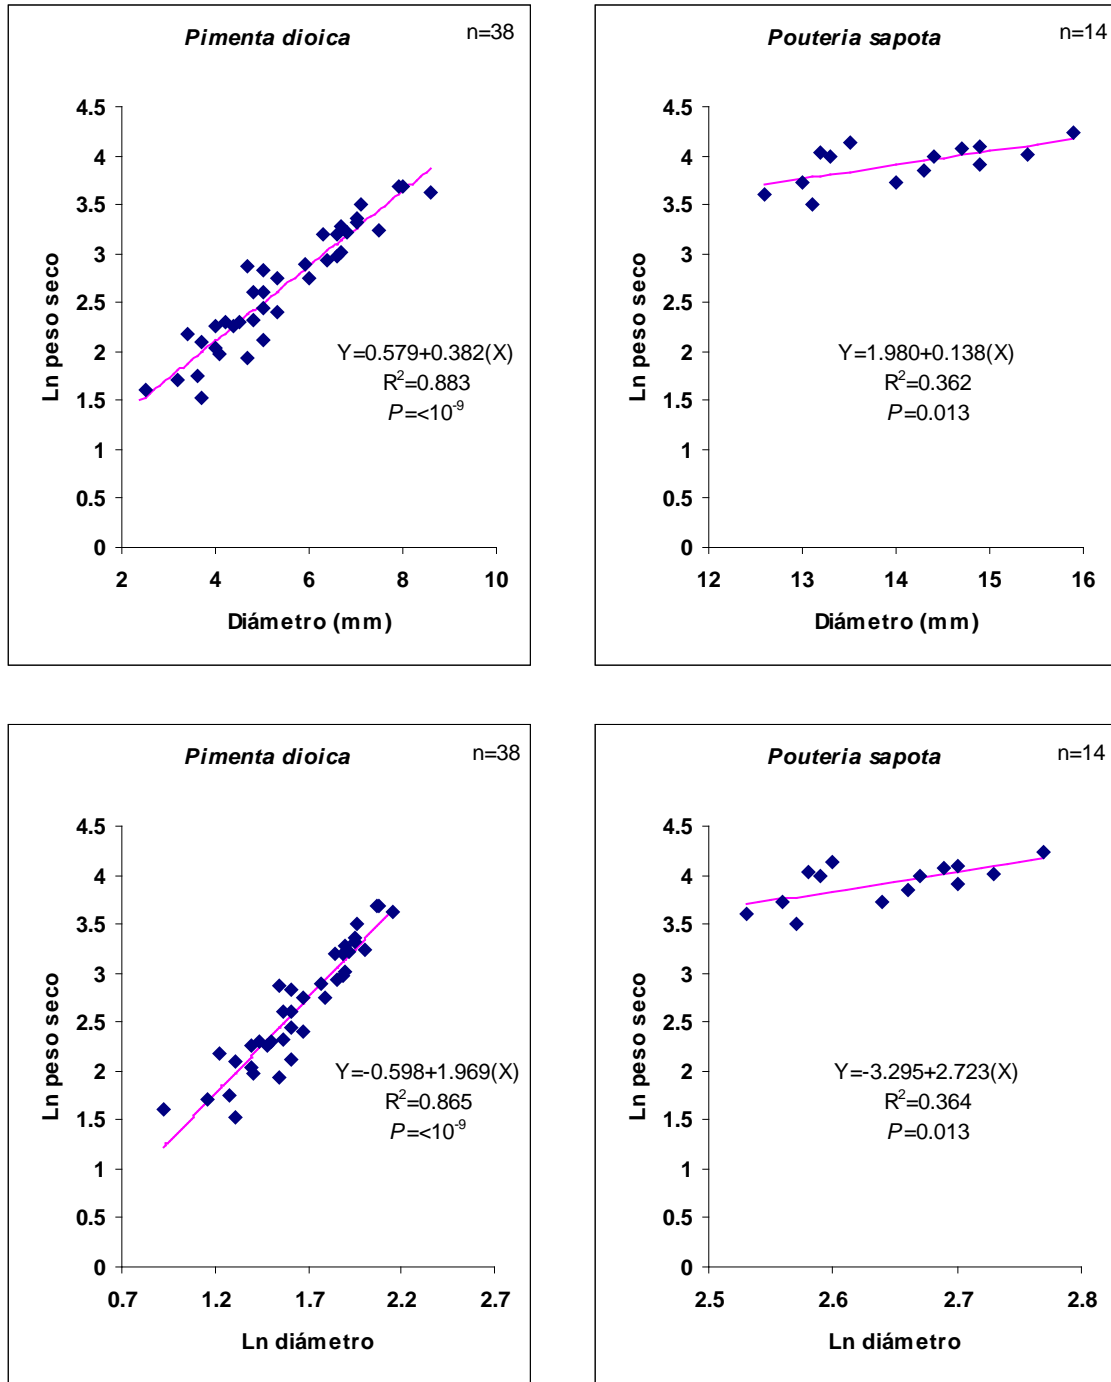 Pimenta dioica n=38
4.5
4
3.5
3
2.5
2
1.5
1
0.5
0
Ln peso seco
Y=0.579+0.382(X)
R²=0.883
P=<10⁻⁹
2 4 6 8 10
Diámetro (mm)
Pouteria sapota n=14
4.5
4
3.5
3
2.5
2
1.5
1
0.5
0
Ln peso seco
Y=1.980+0.138(X)
R²=0.362
P=0.013
12 13 14 15 16
Diámetro (mm)
Pimenta dioica n=38
4.5
4
3.5
3
2.5
2
1.5
1
0.5
0
Ln peso seco
Y=-0.598+1.969(X)
R²=0.865
P=<10⁻⁹
0.7 1.2 1.7 2.2 2.7
Ln diámetro
Pouteria sapota n=14
4.5
4
3.5
3
2.5
2
1.5
1
0.5
0
Ln peso seco
Y=-3.295+2.723(X)
R²=0.364
P=0.013
2.5 2.6 2.7 2.8
Ln diámetro